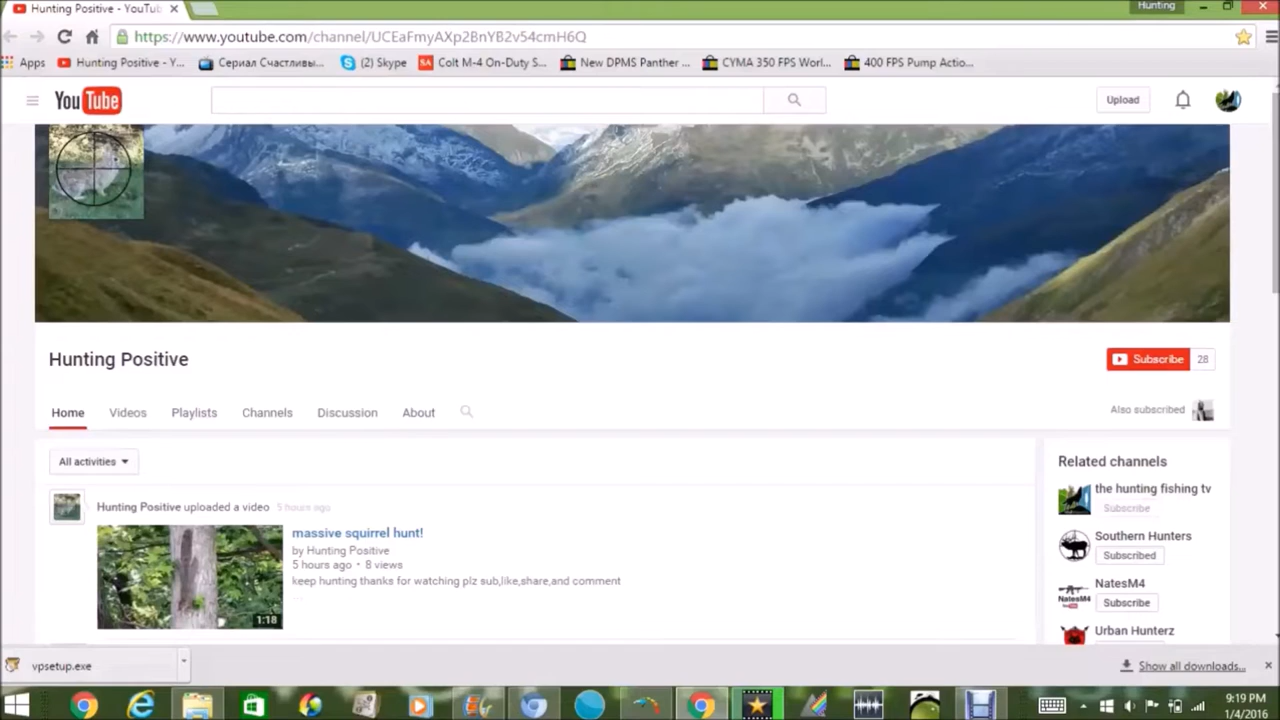 Hunting Positive - YouTub
Hunting
https://www.youtube.com/channel/UCEaFmyAXp2BnYB2v54cmH6Q
Apps
Hunting Positive - Y...
Сериал Счастливы...
(2) Skype
Colt M-4 On-Duty S...
New DPMS Panther ...
CYMA 350 FPS Worl...
400 FPS Pump Actio...
YouTube
Upload
Hunting Positive
Subscribe 28
Home Videos Playlists Channels Discussion About
Also subscribed
All activities
Hunting Positive uploaded a video 5 hours ago
massive squirrel hunt!
by Hunting Positive
5 hours ago • 8 views
keep hunting thanks for watching plz sub,like,share,and comment
1:18
Related channels
the hunting fishing tv
Subscribe
Southern Hunters
Subscribed
NatesM4
NatesM4
Subscribe
Urban Hunterz
vpsetup.exe
Show all downloads...
9:19 PM
1/4/2016